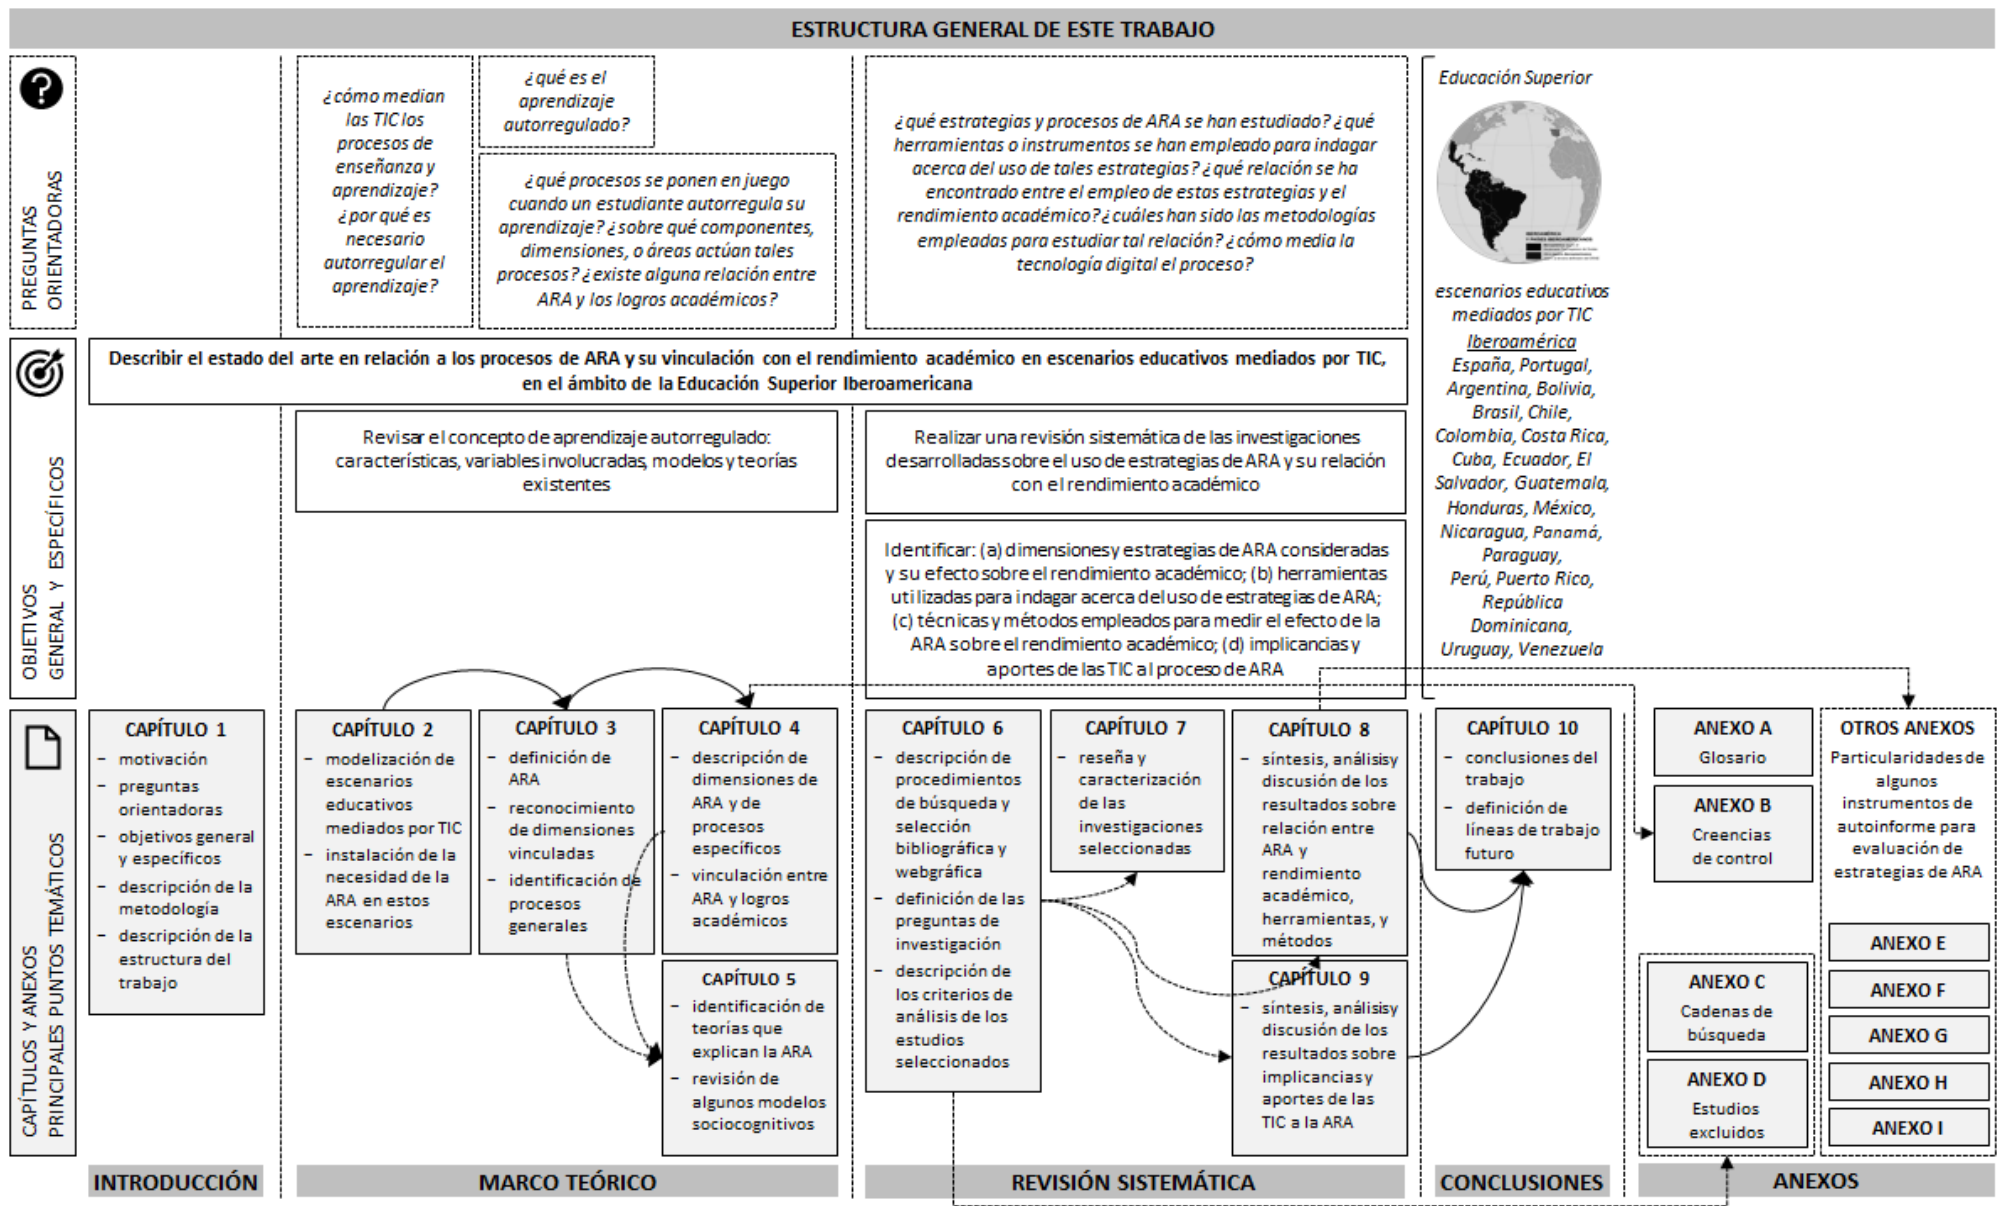 ESTRUCTURA GENERAL DE ESTE TRABAJO
PREGUNTAS
ORIENTADORAS
¿cómo median
las TIC los
procesos de
enseñanza y
aprendizaje?
¿por qué es
necesario
autorregular el
aprendizaje?
¿qué es el
aprendizaje
autorregulado?
¿qué procesos se ponen en juego
cuando un estudiante autorregula su
aprendizaje? ¿sobre qué componentes,
dimensiones, o áreas actúan tales
procesos? ¿existe alguna relación entre
ARA y los logros académicos?
¿qué estrategias y procesos de ARA se han estudiado? ¿qué
herramientas o instrumentos se han empleado para indagar
acerca del uso de tales estrategias? ¿qué relación se ha
encontrado entre el empleo de estas estrategias y el
rendimiento académico? ¿cuáles han sido las metodologías
empleadas para estudiar tal relación? ¿cómo media la
tecnología digital el proceso?
Educación Superior
escenarios educativos
mediados por TIC
Iberoamérica
España, Portugal,
Argentina, Bolivia,
Brasil, Chile,
Colombia, Costa Rica,
Cuba, Ecuador, El
Salvador, Guatemala,
Honduras, México,
Nicaragua, Panamá,
Paraguay,
Perú, Puerto Rico,
República
Dominicana,
Uruguay, Venezuela
OBJETIVOS
GENERAL Y ESPECÍFICOS
Describir el estado del arte en relación a los procesos de ARA y su vinculación con el rendimiento académico en escenarios educativos mediados por TIC,
en el ámbito de la Educación Superior Iberoamericana
Revisar el concepto de aprendizaje autorregulado:
características, variables involucradas, modelos y teorías
existentes
Realizar una revisión sistemática de las investigaciones
desarrolladas sobre el uso de estrategias de ARA y su relación
con el rendimiento académico
Identificar: (a) dimensiones y estrategias de ARA consideradas
y su efecto sobre el rendimiento académico; (b) herramientas
utilizadas para indagar acerca del uso de estrategias de ARA;
(c) técnicas y métodos empleados para medir el efecto de la
ARA sobre el rendimiento académico; (d) implicancias y
aportes de las TIC al proceso de ARA
CAPÍTULOS Y ANEXOS
PRINCIPALES PUNTOS TEMÁTICOS
CAPÍTULO 1
– motivación
– preguntas
orientadoras
– objetivos general
y específicos
– descripción de la
metodología
– descripción de la
estructura del
trabajo
CAPÍTULO 2
– modelización de
escenarios
educativos
mediados por TIC
– instalación de la
necesidad de la
ARA en estos
escenarios
CAPÍTULO 3
– definición de
ARA
– reconocimiento
de dimensiones
vinculadas
– identificación de
procesos
generales
CAPÍTULO 4
– descripción de
dimensiones de
ARA y de
procesos
específicos
– vinculación entre
ARA y logros
académicos
CAPÍTULO 5
– identificación de
teorías que
explican la ARA
– revisión de
algunos modelos
sociocognitivos
CAPÍTULO 6
– descripción de
procedimientos
de búsqueda y
selección
bibliográfica y
webgráfica
– definición de las
preguntas de
investigación
– descripción de
los criterios de
análisis de los
estudios
seleccionados
CAPÍTULO 7
– reseña y
caracterización
de las
investigaciones
seleccionadas
CAPÍTULO 8
– síntesis, análisis y
discusión de los
resultados sobre
relación entre
ARA y
rendimiento
académico,
herramientas, y
métodos
CAPÍTULO 9
– síntesis, análisis y
discusión de los
resultados sobre
implicancias y
aportes de las
TIC a la ARA
CAPÍTULO 10
– conclusiones del
trabajo
– definición de
líneas de trabajo
futuro
ANEXO A
Glosario
ANEXO B
Creencias
de control
ANEXO C
Cadenas de
búsqueda
ANEXO D
Estudios
excluidos
OTROS ANEXOS
Particularidades de
algunos
instrumentos de
autoinforme para
evaluación de
estrategias de ARA
ANEXO E
ANEXO F
ANEXO G
ANEXO H
ANEXO I
INTRODUCCIÓN
MARCO TEÓRICO
REVISIÓN SISTEMÁTICA
CONCLUSIONES
ANEXOS